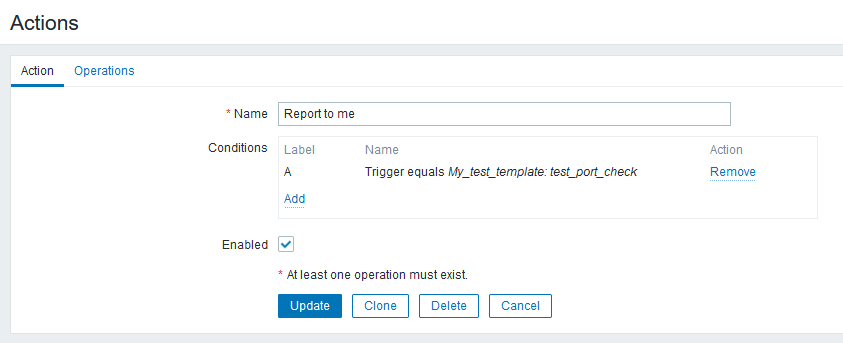 Actions
Action Operations
* Name Report to me
Conditions Label Name Action
A Trigger equals My_test_template: test_port_check Remove
Add
Enabled
* At least one operation must exist.
Update Clone Delete Cancel